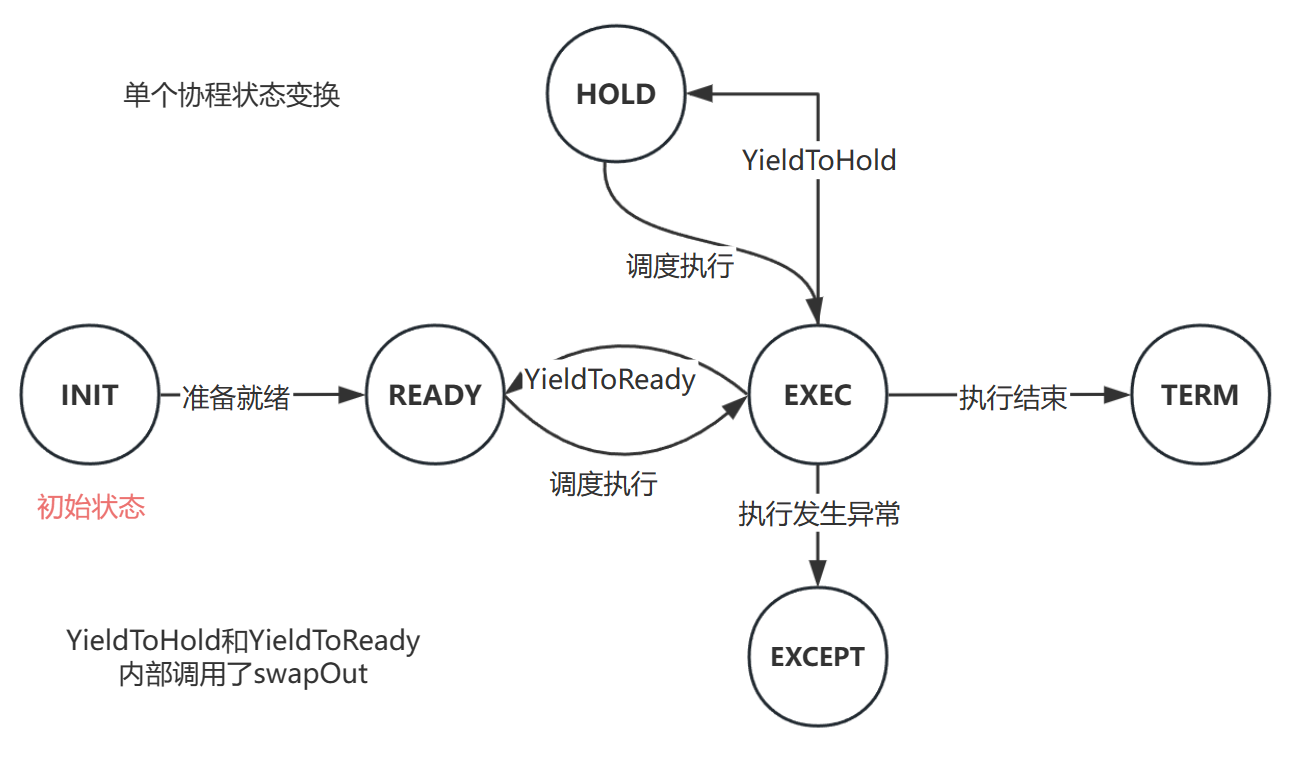 单个协程状态变换
HOLD
YieldToHold
调度执行
INIT
准备就绪
READY
YieldToReady
EXEC
执行结束
TERM
调度执行
初始状态
执行发生异常
YieldToHold和YieldToReady
内部调用了swapOut
EXCEPT